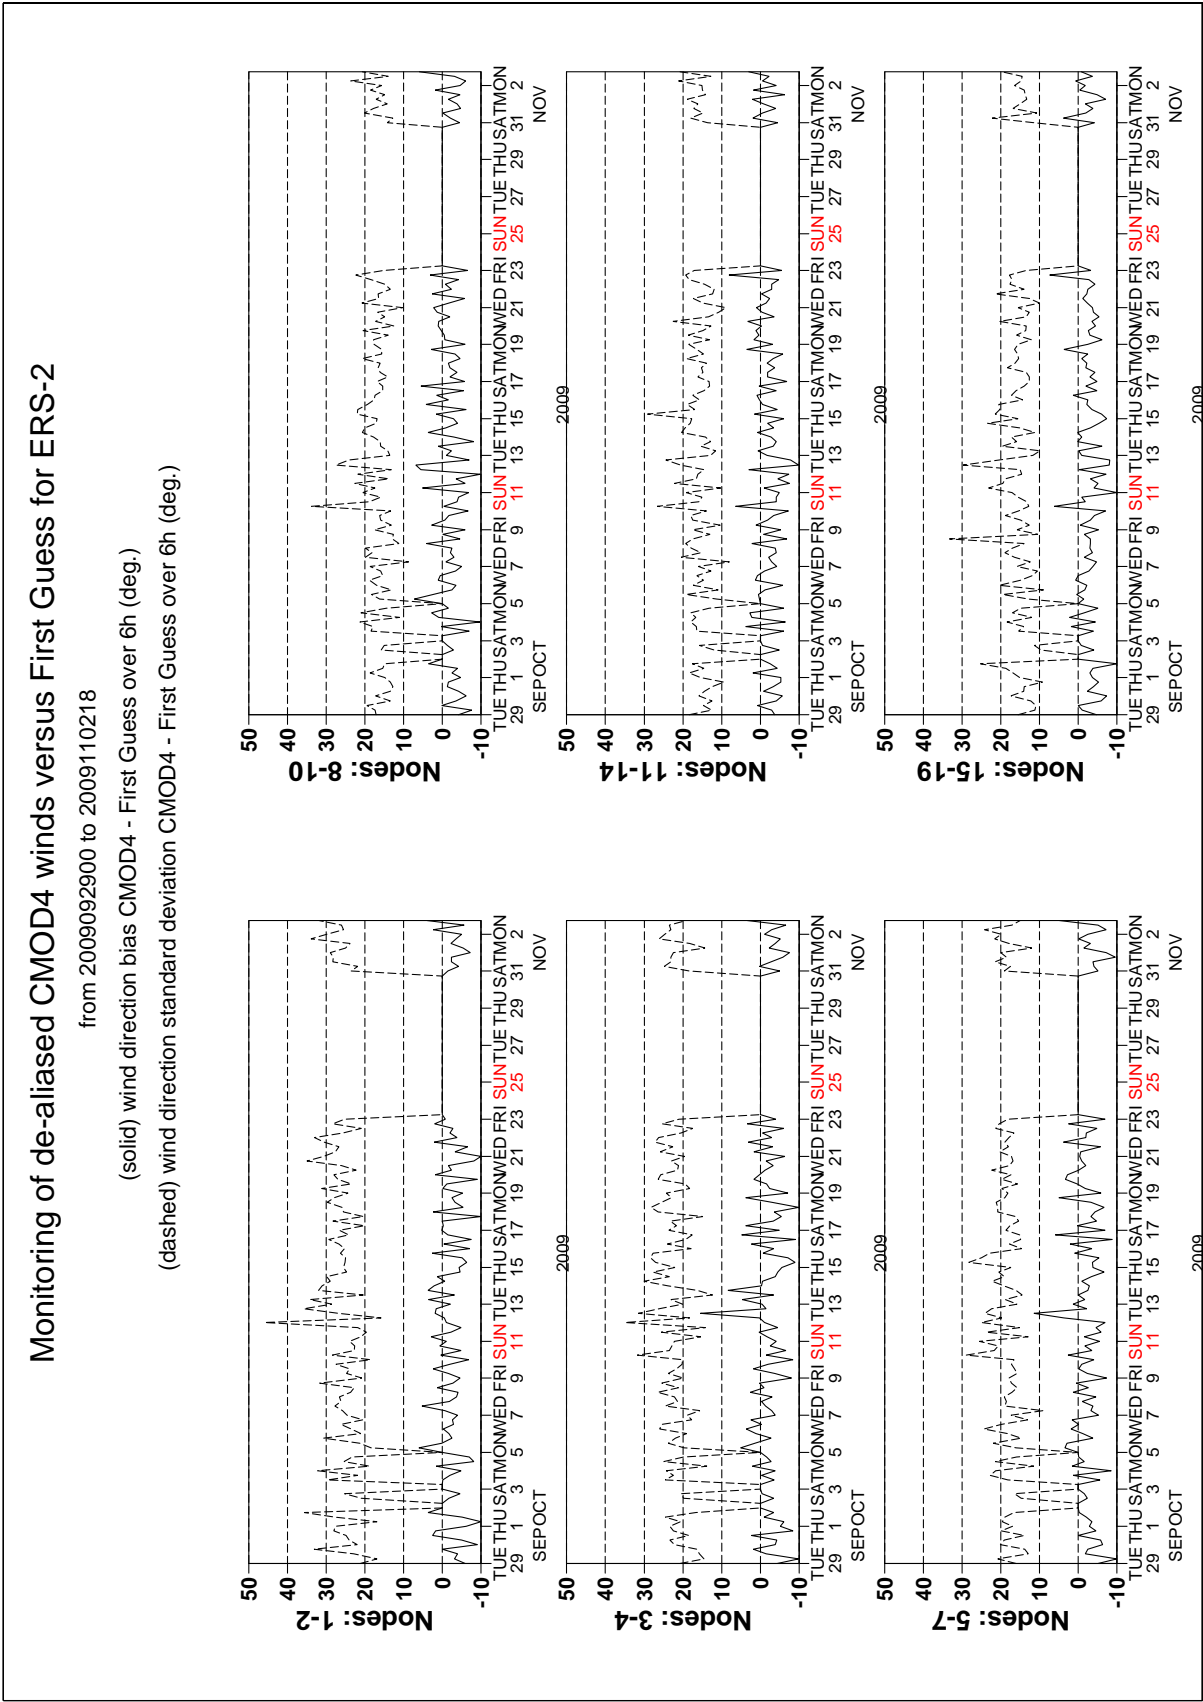 Monitoring of de-aliased CMOD4 winds versus First Guess for ERS-2
from 2009092900 to 2009110218
(solid) wind direction bias CMOD4 - First Guess over 6h (deg.)
(dashed) wind direction standard deviation CMOD4 - First Guess over 6h (deg.)
Nodes: 1-2
50
40
30
20
10
0
-10
TUE THU SAT MON WED FRI SUN TUE THU SAT MON WED FRI SUN TUE THU SAT MON
29 1 3 5 7 9 11 13 15 17 19 21 23 25 27 29 31 2
SEP OCT NOV
2009
Nodes: 8-10
50
40
30
20
10
0
-10
TUE THU SAT MON WED FRI SUN TUE THU SAT MON WED FRI SUN TUE THU SAT MON
29 1 3 5 7 9 11 13 15 17 19 21 23 25 27 29 31 2
SEP OCT NOV
2009
Nodes: 3-4
50
40
30
20
10
0
-10
TUE THU SAT MON WED FRI SUN TUE THU SAT MON WED FRI SUN TUE THU SAT MON
29 1 3 5 7 9 11 13 15 17 19 21 23 25 27 29 31 2
SEP OCT NOV
2009
Nodes: 11-14
50
40
30
20
10
0
-10
TUE THU SAT MON WED FRI SUN TUE THU SAT MON WED FRI SUN TUE THU SAT MON
29 1 3 5 7 9 11 13 15 17 19 21 23 25 27 29 31 2
SEP OCT NOV
2009
Nodes: 5-7
50
40
30
20
10
0
-10
TUE THU SAT MON WED FRI SUN TUE THU SAT MON WED FRI SUN TUE THU SAT MON
29 1 3 5 7 9 11 13 15 17 19 21 23 25 27 29 31 2
SEP OCT NOV
2009
Nodes: 15-19
50
40
30
20
10
0
-10
TUE THU SAT MON WED FRI SUN TUE THU SAT MON WED FRI SUN TUE THU SAT MON
29 1 3 5 7 9 11 13 15 17 19 21 23 25 27 29 31 2
SEP OCT NOV
2009